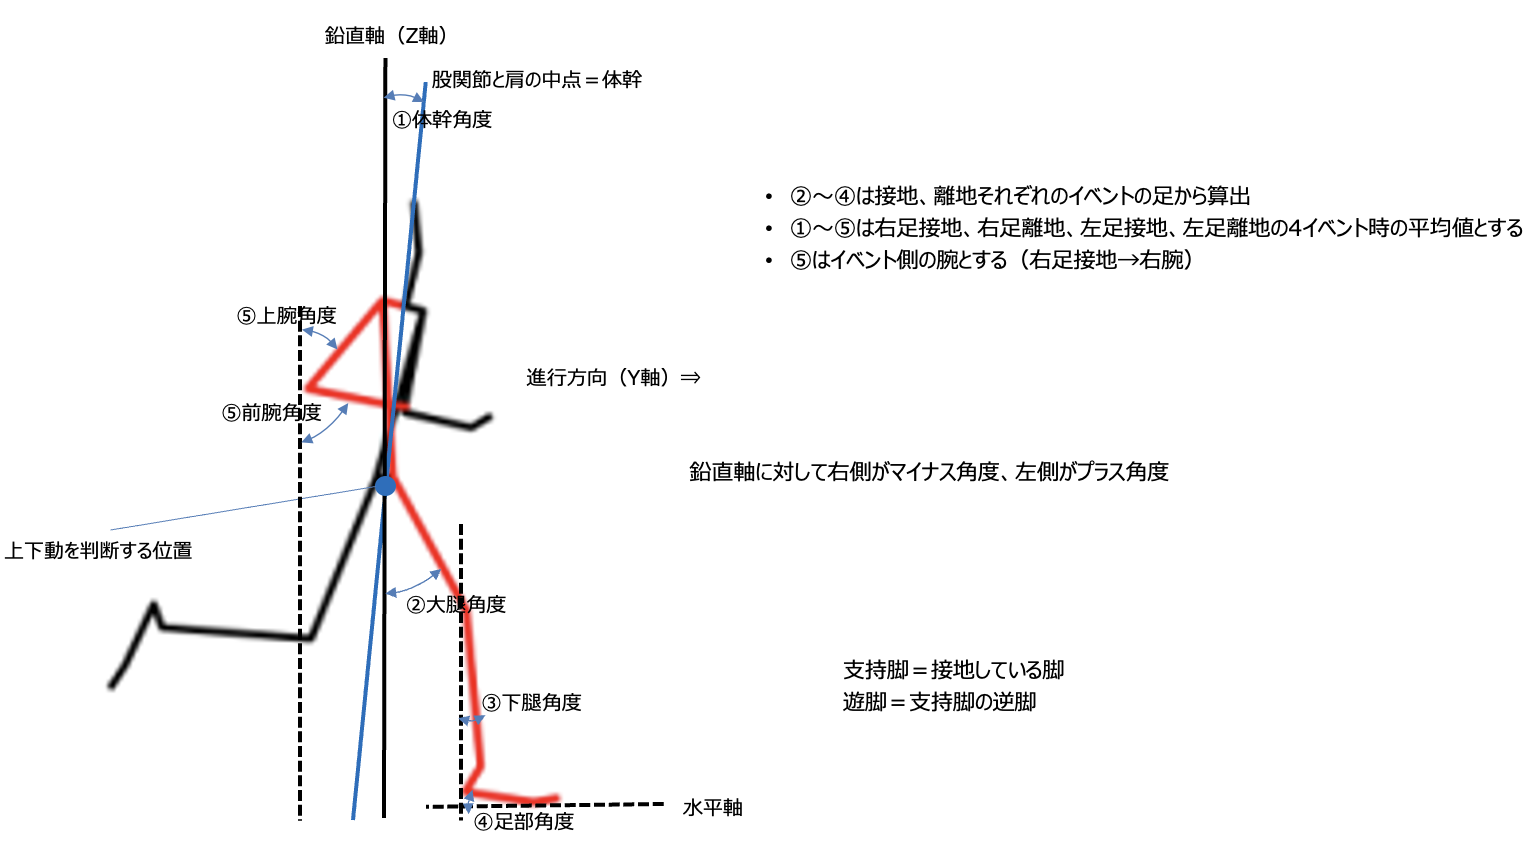 鉛直軸（Z軸）
股関節と肩の中点＝体幹
①体幹角度
• ②～④は接地、離地それぞれのイベントの足から算出
• ①～⑤は右足接地、右足離地、左足接地、左足離地の4イベント時の平均値とする
• ⑤はイベント側の腕とする（右足接地→右腕）
⑤上腕角度
進行方向（Y軸）⇒
⑤前腕角度
鉛直軸に対して右側がマイナス角度、左側がプラス角度
上下動を判断する位置
②大腿角度
支持脚＝接地している脚
遊脚＝支持脚の逆脚
③下腿角度
水平軸
④足部角度